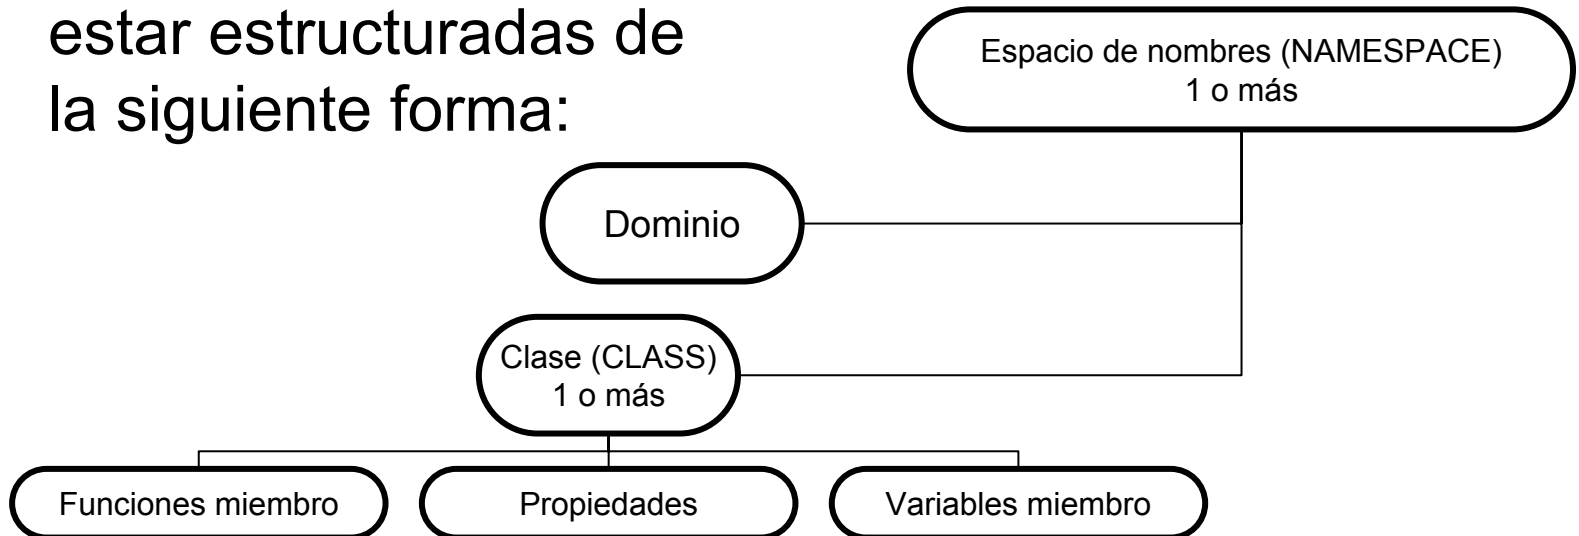 estar estructuradas de
la siguiente forma:
Espacio de nombres (NAMESPACE)
1 o más
Dominio
Clase (CLASS)
1 o más
Funciones miembro
Propiedades
Variables miembro